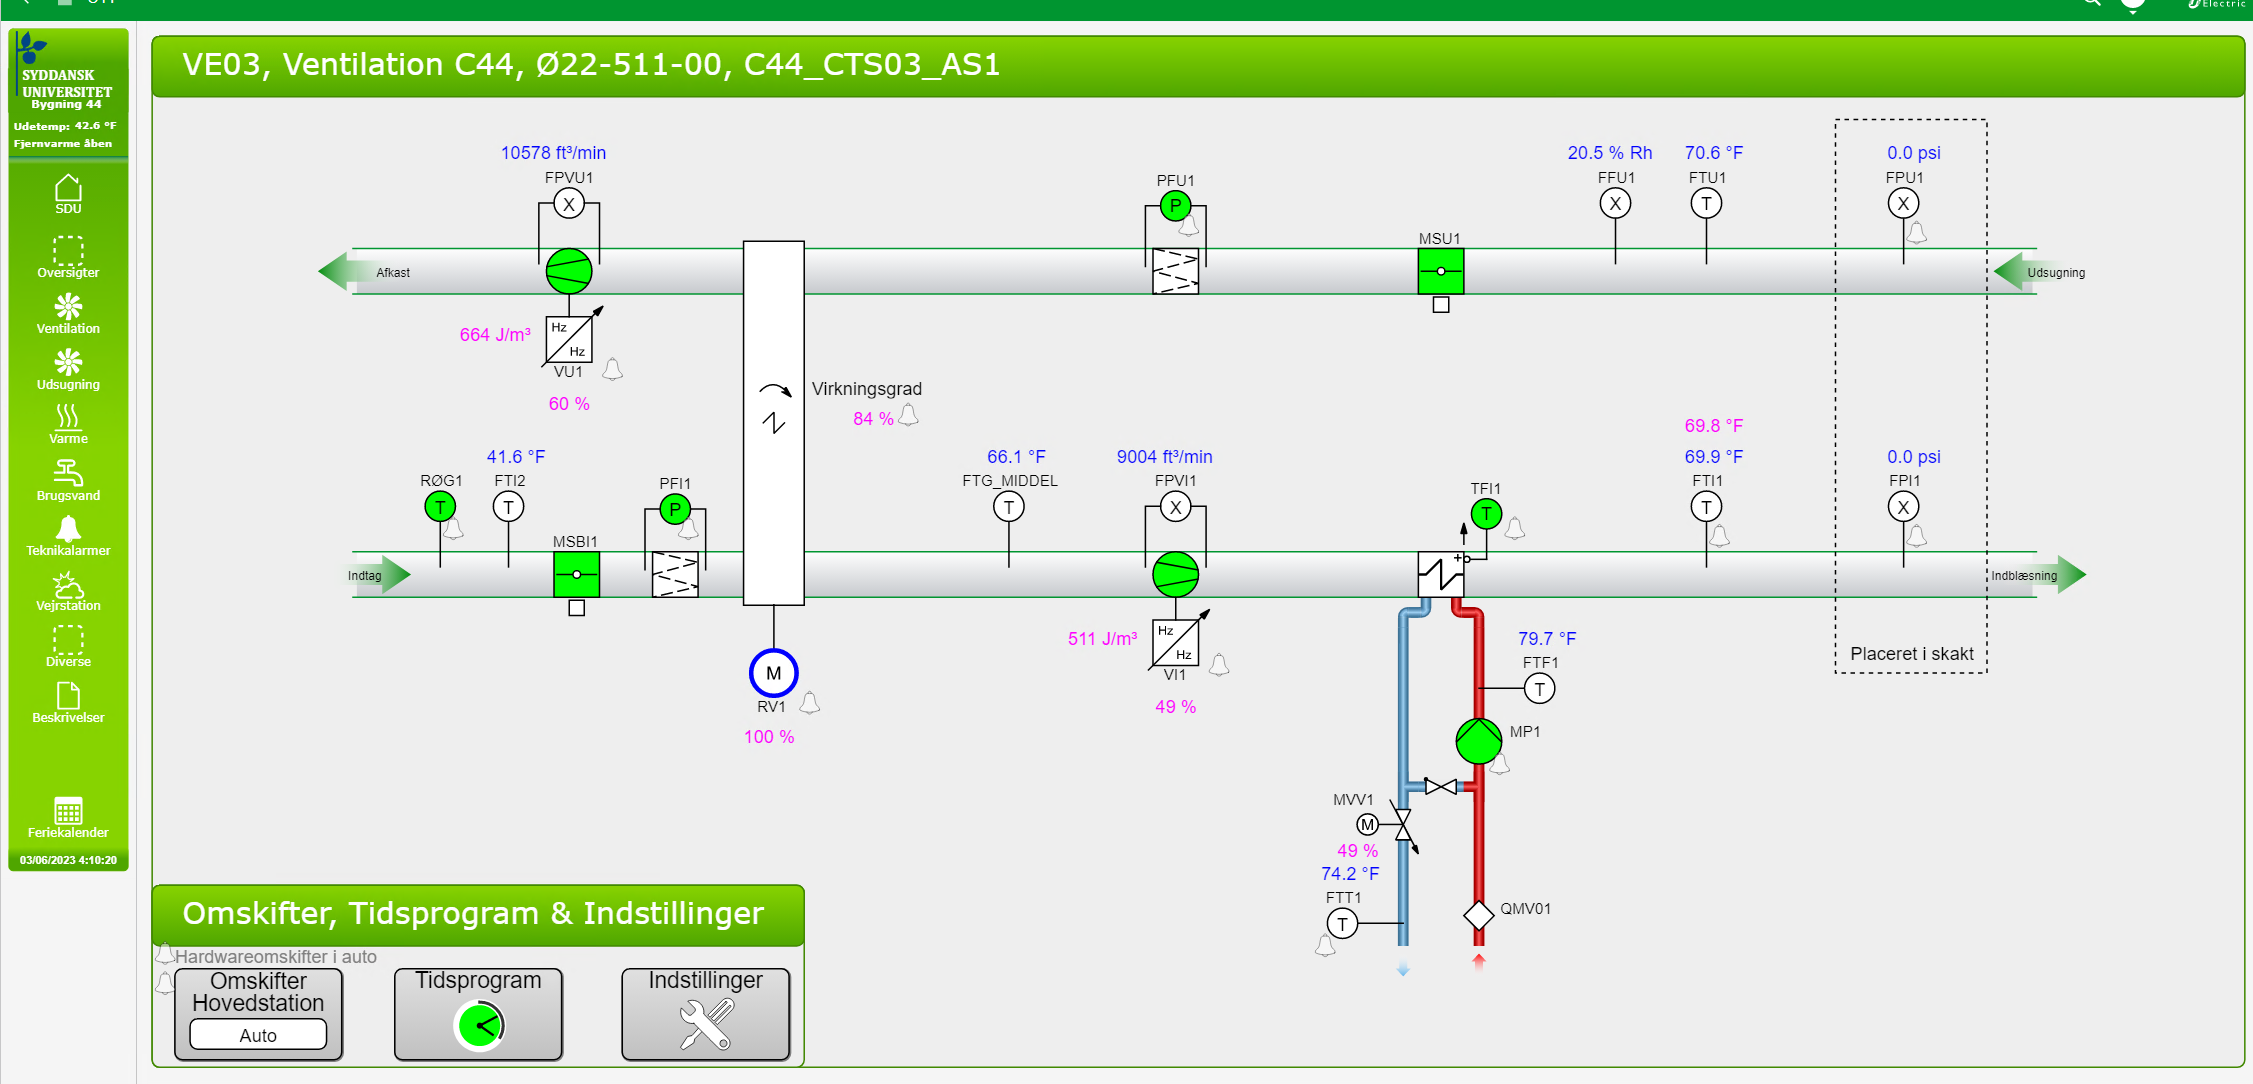 Electric
SYDDANSK
UNIVERSITET
Bygning 44
Udetemp: 42.6 °F
Fjernvarme åben
SDU
Oversigter
Ventilation
Udsugning
Varme
Brugsvand
Teknikalarmer
Vejrstation
Diverse
Beskrivelser
Feriekalender
03/06/2023 4:10:20
VE03, Ventilation C44, Ø22-511-00, C44_CTS03_AS1
10578 ft³/min
FPVU1
X
PFU1
P
MSU1
20.5 % Rh
FFU1
X
70.6 °F
FTU1
T
0.0 psi
FPU1
X
Afkast
Udsugning
664 J/m³
Hz
Hz
VU1
60 %
Virkningsgrad
84 %
RØG1
T
41.6 °F
FTI2
T
MSBI1
PFI1
P
66.1 °F
FTG_MIDDEL
T
9004 ft³/min
FPVI1
X
TFI1
T
+
69.8 °F
69.9 °F
FTI1
T
0.0 psi
FPI1
X
Indtag
Indblæsning
M
RV1
100 %
511 J/m³
Hz
Hz
VI1
49 %
Placeret i skakt
79.7 °F
FTF1
T
MP1
MVV1
M
49 %
74.2 °F
FTT1
T
QMV01
Omskifter, Tidsprogram & Indstillinger
Hardwareomskifter i auto
Omskifter
Hovedstation
Auto
Tidsprogram
Indstillinger